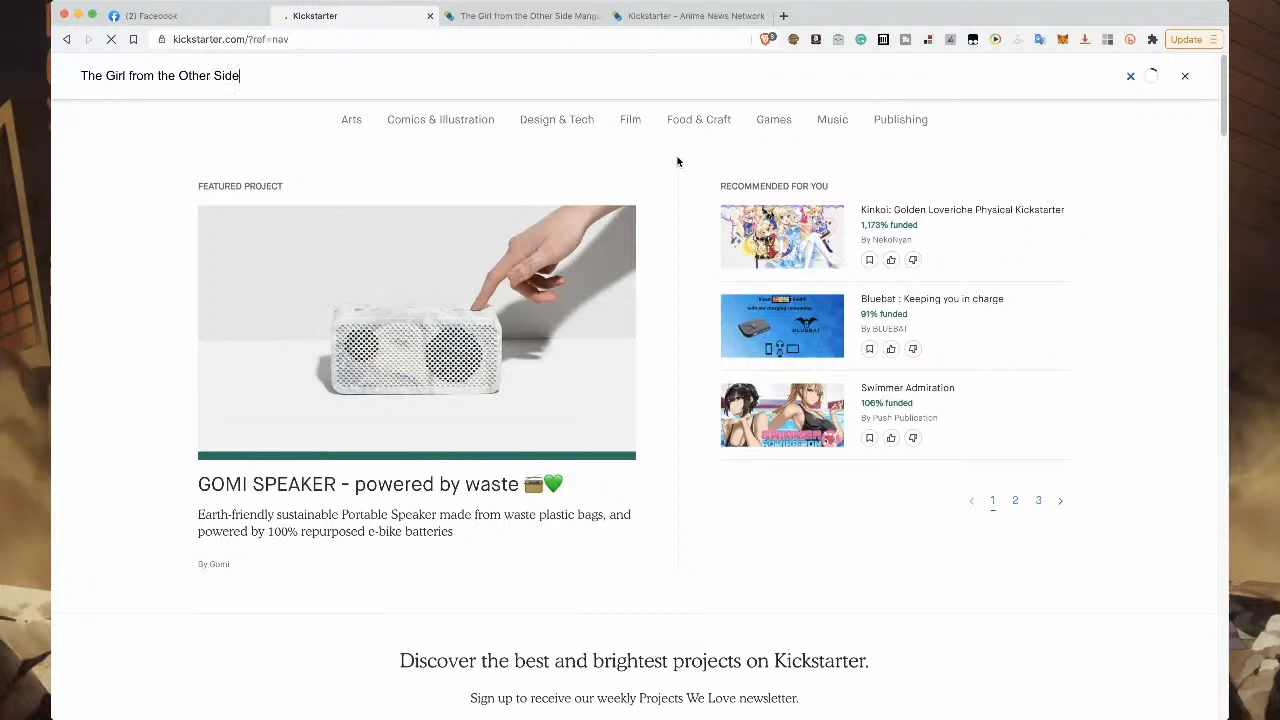 (2) Facebook
Kickstarter
The Girl from the Other Side Manga
Kickstarter - Anime News Network
kickstarter.com/?ref=nav
9
Update
The Girl from the Other Side
Arts
Comics & Illustration
Design & Tech
Film
Food & Craft
Games
Music
Publishing
FEATURED PROJECT
GOMI SPEAKER - powered by waste
Earth-friendly sustainable Portable Speaker made from waste plastic bags, and
powered by 100% repurposed e-bike batteries
By Gomi
RECOMMENDED FOR YOU
Kinkoi: Golden Loveriche Physical Kickstarter
1,173% funded
By NekoNyan
Bluebat : Keeping you in charge
91% funded
By BLUEBAT
BLUEBAT
Swimmer Admiration
106% funded
By Push Publication
SWIMMER
ADMIRATION
1 2 3
Discover the best and brightest projects on Kickstarter.
Sign up to receive our weekly Projects We Love newsletter.